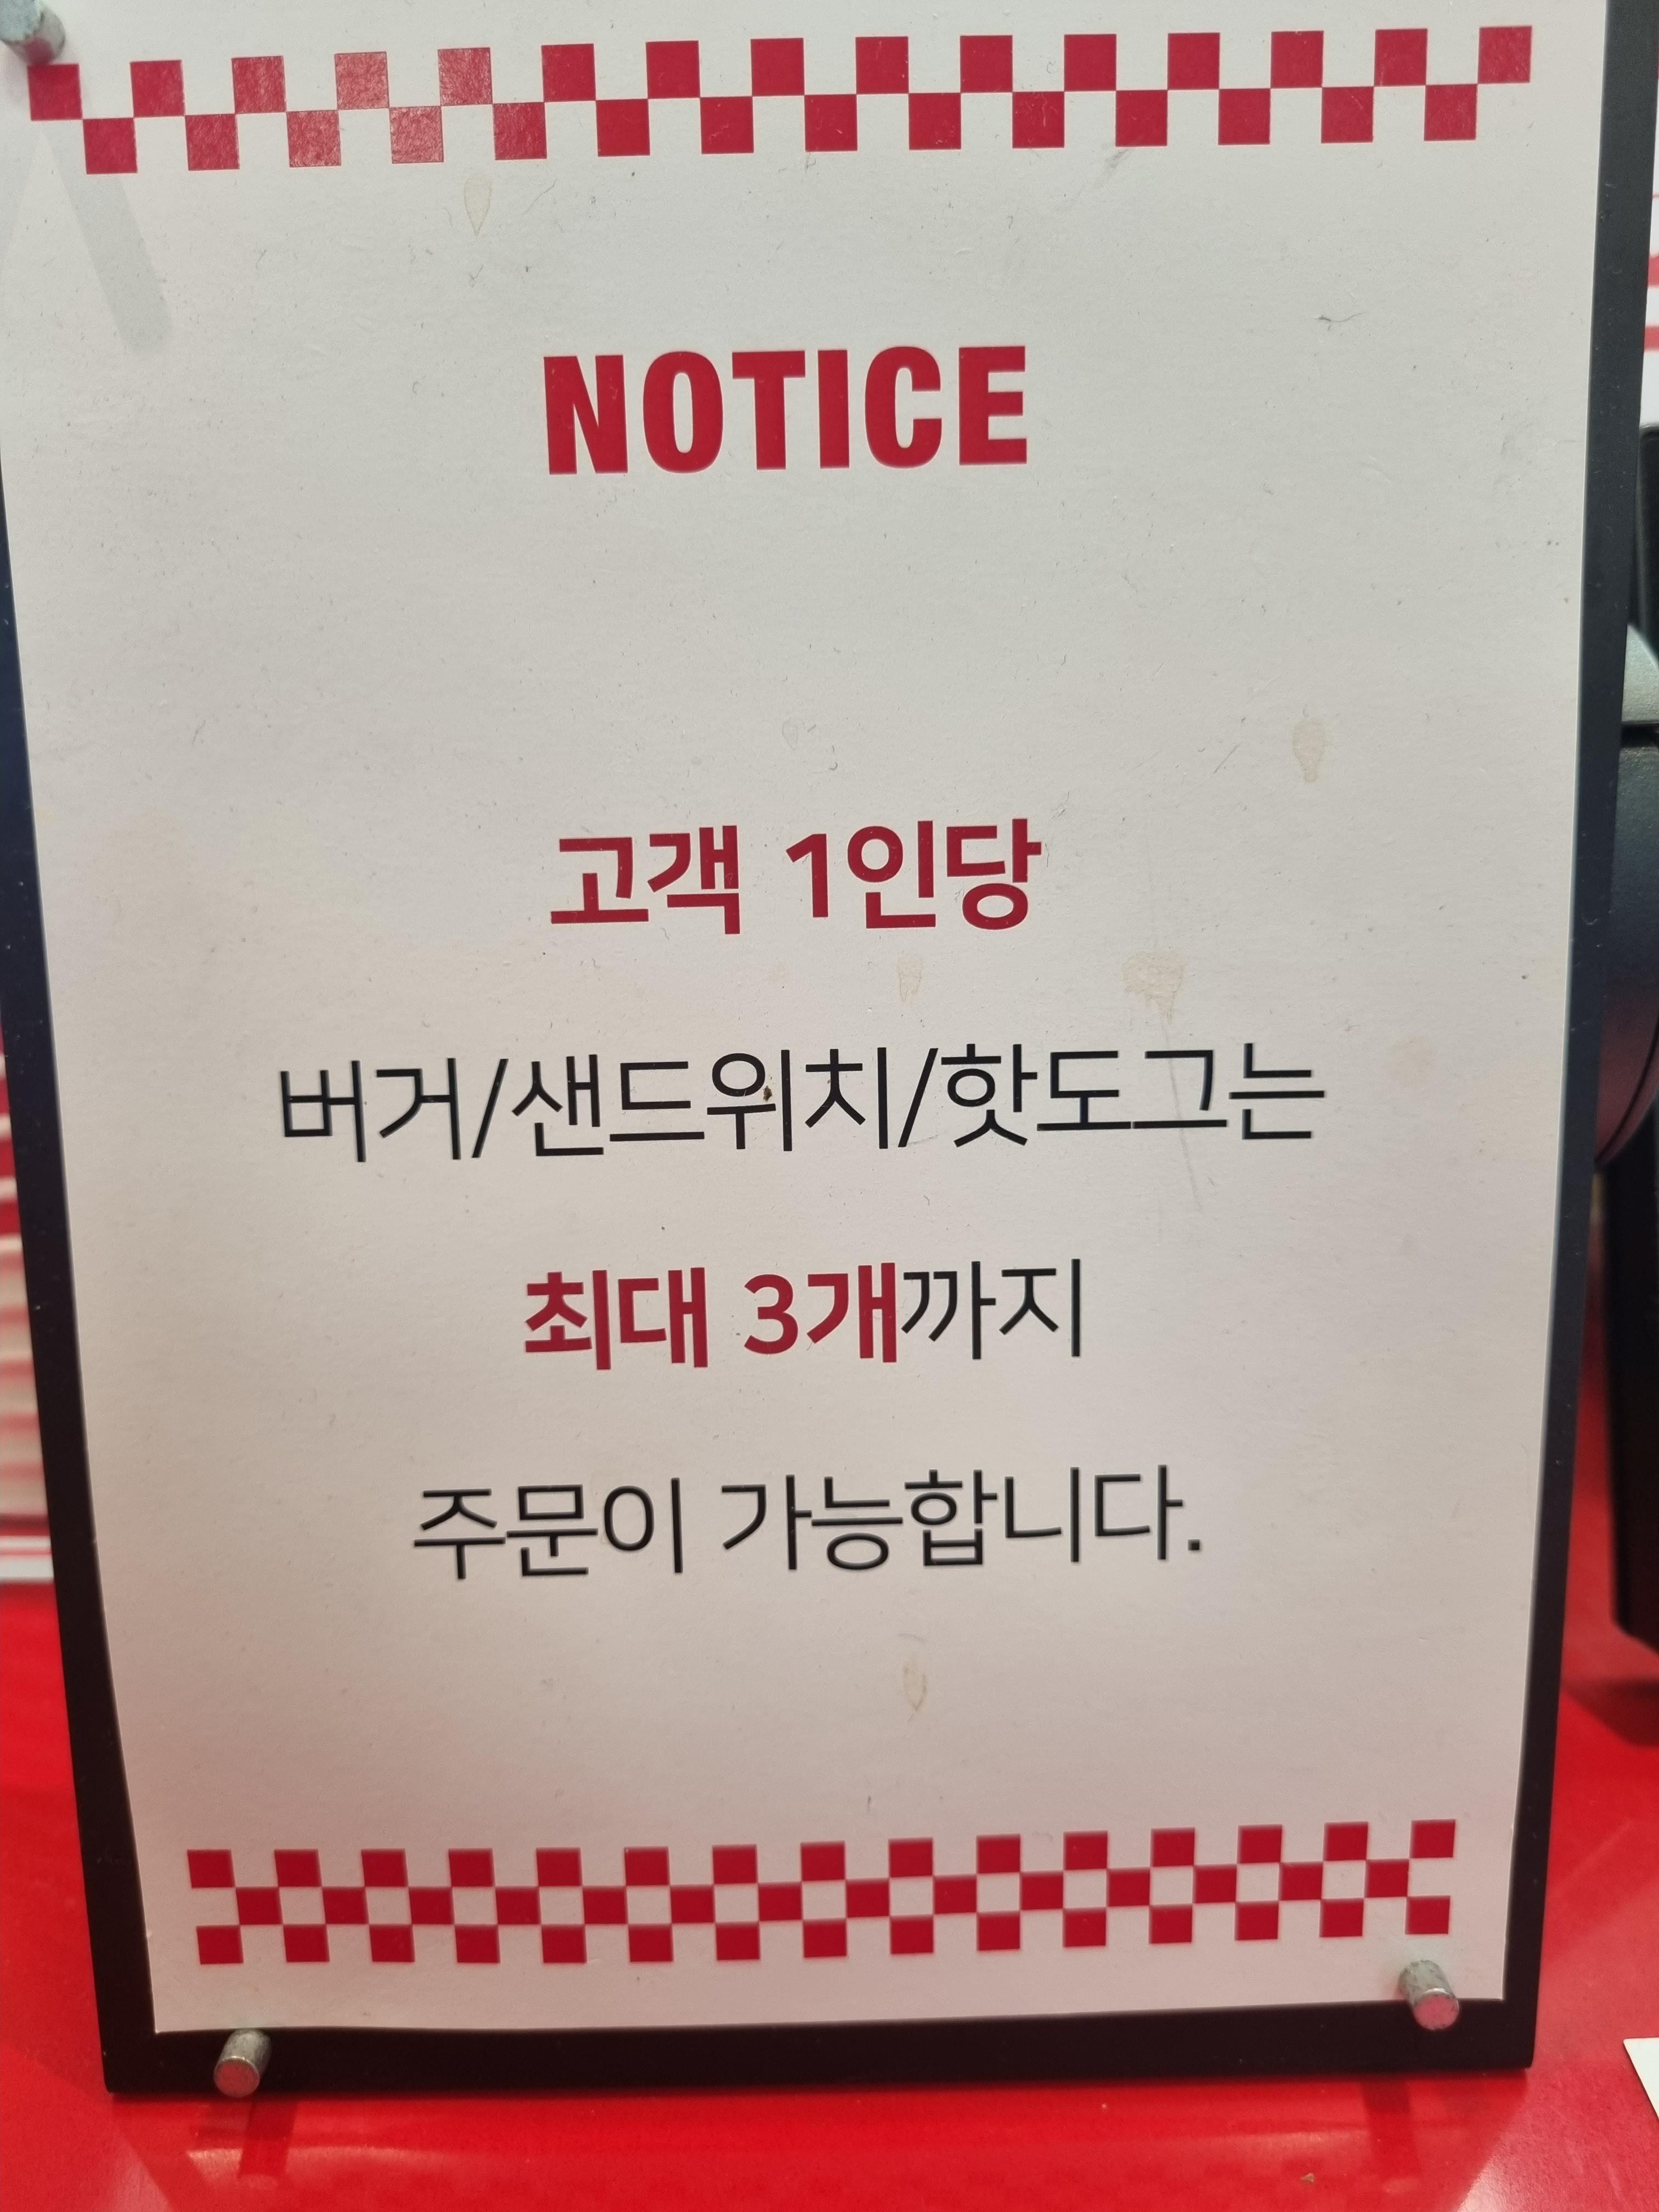 NOTICE
고객 1인당
버거/샌드위치/핫도그는
최대 3개까지
주문이 가능합니다.